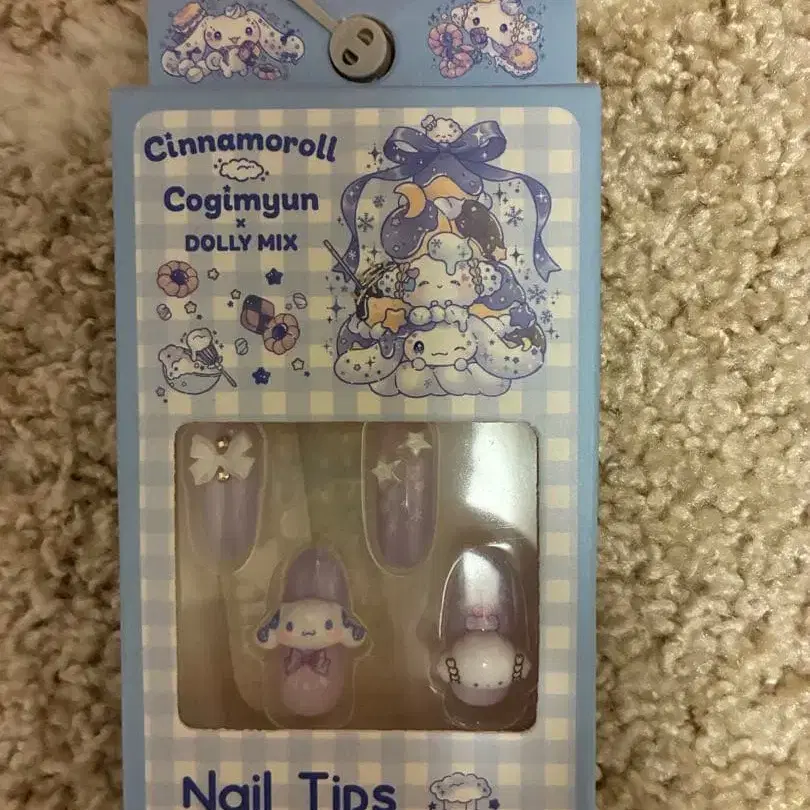 Cinnamoroll
Cogimyun
×
DOLLY MIX
Nail Tips